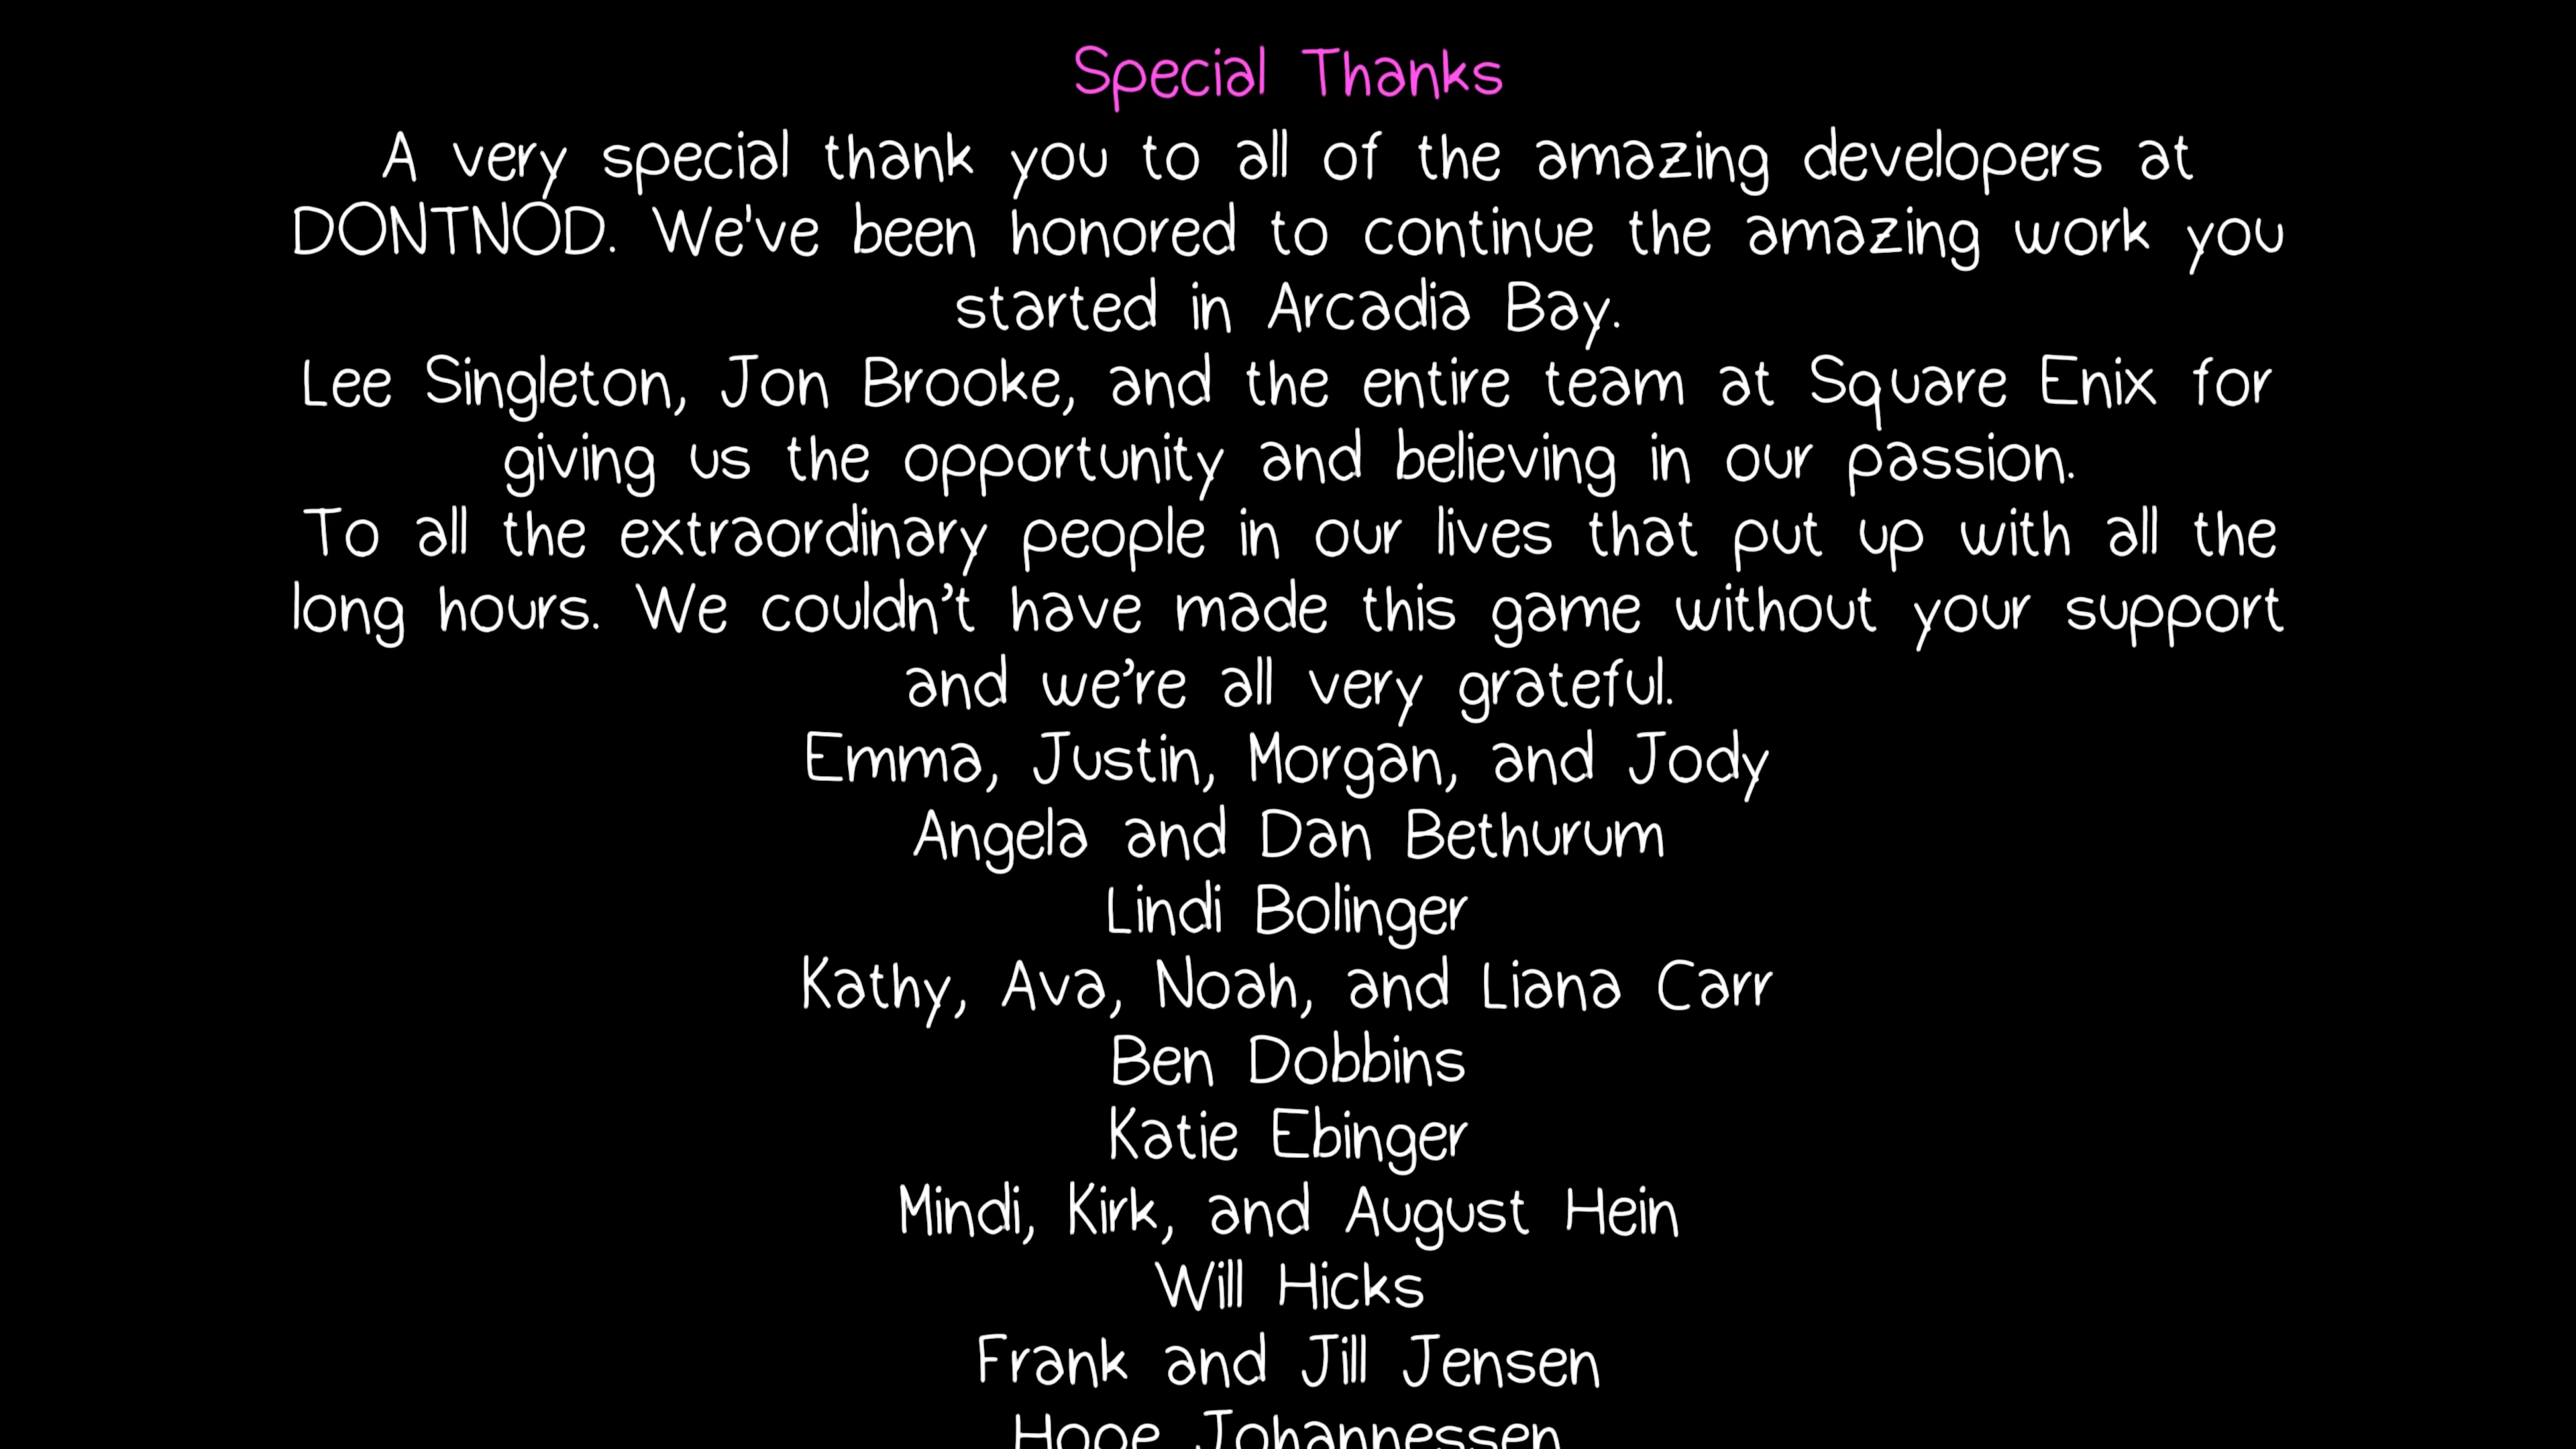 Special Thanks
A very special thank you to all of the amazing developers at
DONTNOD. We've been honored to continue the amazing work you
started in Arcadia Bay.
Lee Singleton, Jon Brooke, and the entire team at Square Enix for
giving us the opportunity and believing in our passion.
To all the extraordinary people in our lives that put up with all the
long hours. We couldn’t have made this game without your support
and we’re all very grateful.
Emma, Justin, Morgan, and Jody
Angela and Dan Bethurum
Lindi Bolinger
Kathy, Ava, Noah, and Liana Carr
Ben Dobbins
Katie Ebinger
Mindi, Kirk, and August Hein
Will Hicks
Frank and Jill Jensen
Hope Johannessen